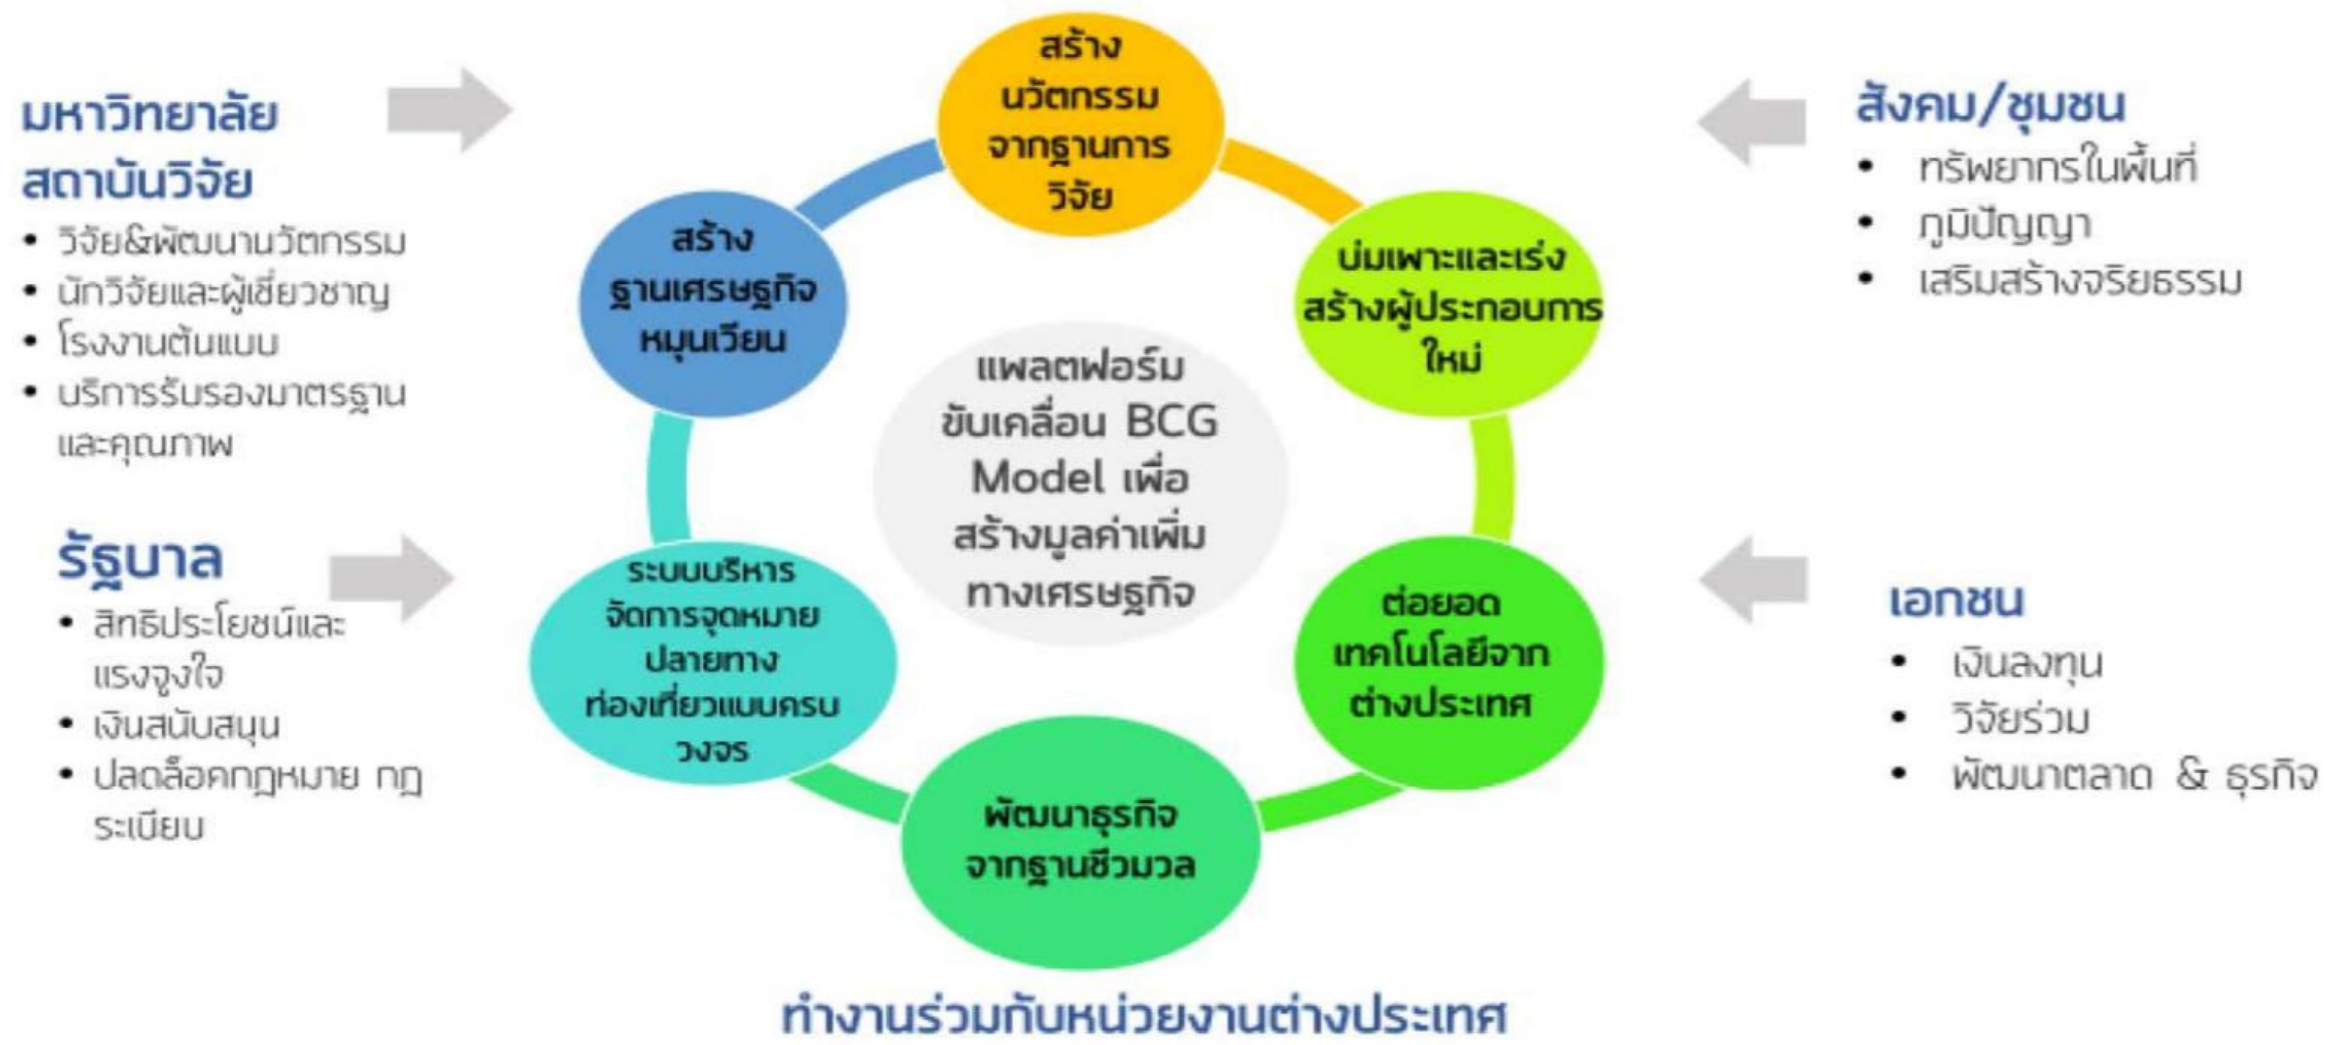 มหาวิทยาลัย
สถาบันวิจัย
• วิจัย&พัฒนานวัตกรรม
• นักวิจัยและผู้เชี่ยวชาญ
• โรงงานต้นแบบ
• บริการรับรองมาตรฐาน
และคุณภาพ
รัฐบาล
• สิทธิประโยชน์และ
แรงจูงใจ
• เงินสนับสนุน
• ปลดล็อคกฎหมาย กฎ
ระเบียบ
สร้าง
นวัตกรรม
จากฐานการ
วิจัย
บ่มเพาะและเร่ง
สร้างผู้ประกอบการ
ใหม่
ต่อยอด
เทคโนโลยีจาก
ต่างประเทศ
พัฒนาธุรกิจ
จากฐานชีวมวล
ระบบบริหาร
จัดการจุดหมาย
ปลายทาง
ท่องเที่ยวแบบครบ
วงจร
สร้าง
ฐานเศรษฐกิจ
หมุนเวียน
แพลตฟอร์ม
ขับเคลื่อน BCG
Model เพื่อ
สร้างมูลค่าเพิ่ม
ทางเศรษฐกิจ
สังคม/ชุมชน
• ทรัพยากรในพื้นที่
• ภูมิปัญญา
• เสริมสร้างจริยธรรม
เอกชน
• เงินลงทุน
• วิจัยร่วม
• พัฒนาตลาด & ธุรกิจ
ทำงานร่วมกับหน่วยงานต่างประเทศ